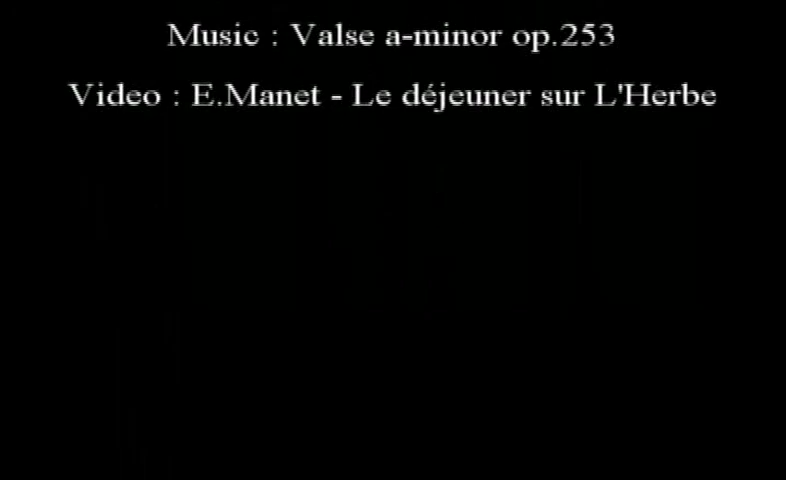 Music : Valse a-minor op.253
Video : E.Manet - Le déjeuner sur L'Herbe